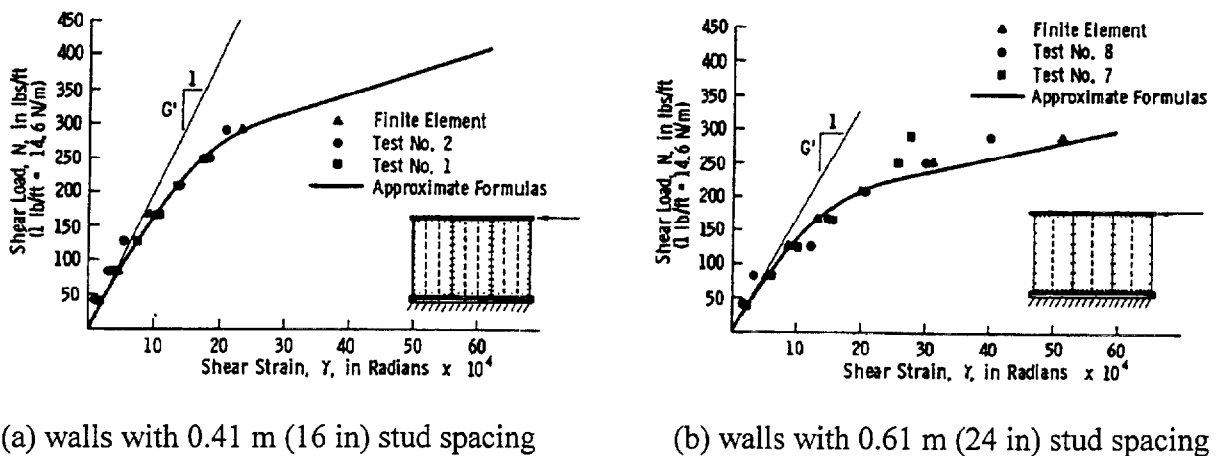 450
400
350
300
250
200
150
100
50
Shear Load, N, in lbs/ft
(1 lb/ft = 14.6 N/m)
1
G'
Finite Element
Test No. 2
Test No. 1
Approximate Formulas
10 20 30 40 50 60
Shear Strain, γ, in Radians x 10⁴
(a) walls with 0.41 m (16 in) stud spacing
450
400
350
300
250
200
150
100
50
Shear Load, N, in lbs/ft
(1 lb/ft = 14.6 N/m)
1
G'
Finite Element
Test No. 8
Test No. 7
Approximate Formulas
10 20 30 40 50 60
Shear Strain, γ, in Radians x 10⁴
(b) walls with 0.61 m (24 in) stud spacing